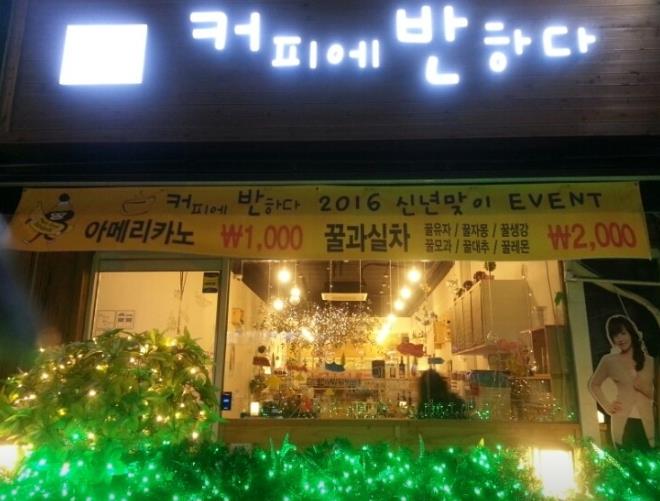 커피에 반하다
커피에 반하다 2016 신년맞이 EVENT
아메리카노 ₩1,000 꿀과실차 꿀유자 / 꿀자몽 / 꿀생강 ₩2,000
꿀모과 / 꿀대추 / 꿀레몬